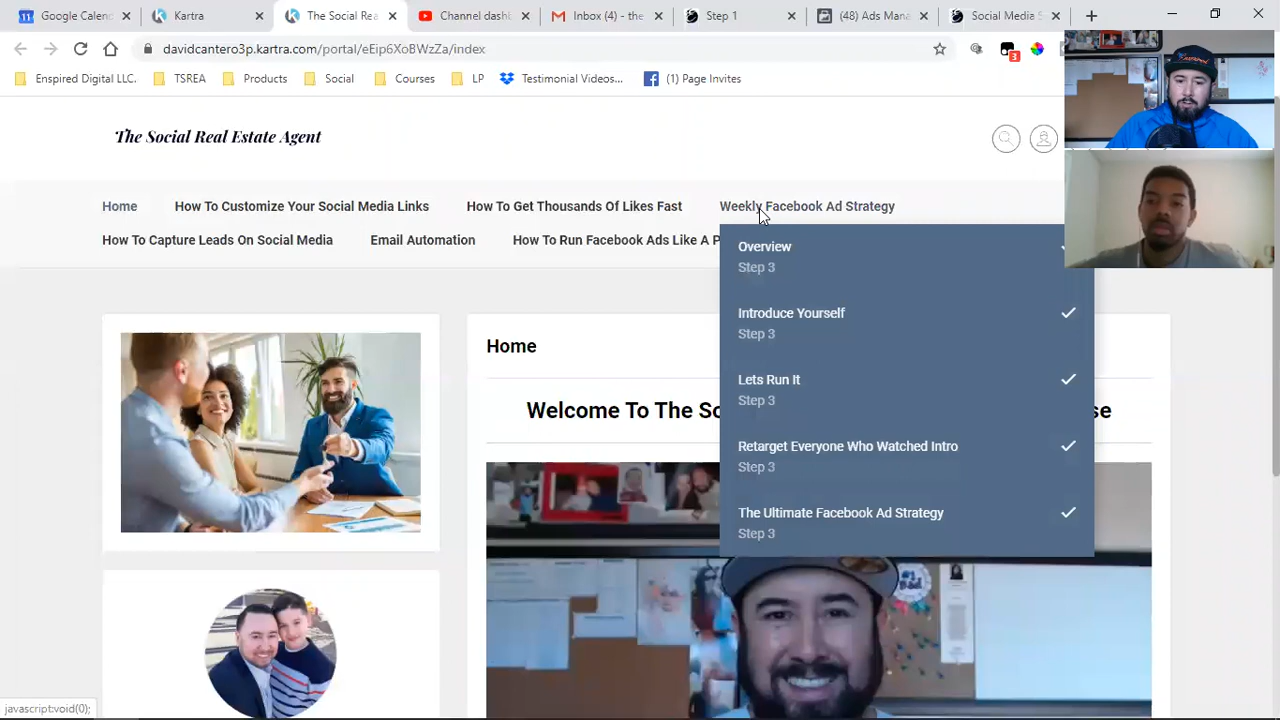 Google Calen
Kartra
The Social Rea
Channel dash
Inbox (4) - the
Step 1
(48) Ads Mana
Social Media S
davidcantero3p.kartra.com/portal/
/index
3
Enspired Digital LLC.
TSREA
Products
Social
Courses
LI
Testimonial Videos...
(1) Page Invites
The Social Real Estate Agent
Home
How To Customize Your Social Media Links
How To Get Thousands Of Likes Fast
Weekly Facebook Ad Strategy
How To Capture Leads On Social Media
Email Automation
How To Run Facebook Ads Like A P
Overview
Step 3
Introduce Yourself
Step 3
Lets Run It
Step 3
Retarget Everyone Who Watched Intro
Step 3
The Ultimate Facebook Ad Strategy
Step 3
Home
Welcome To The So
se
javascript:void(0);